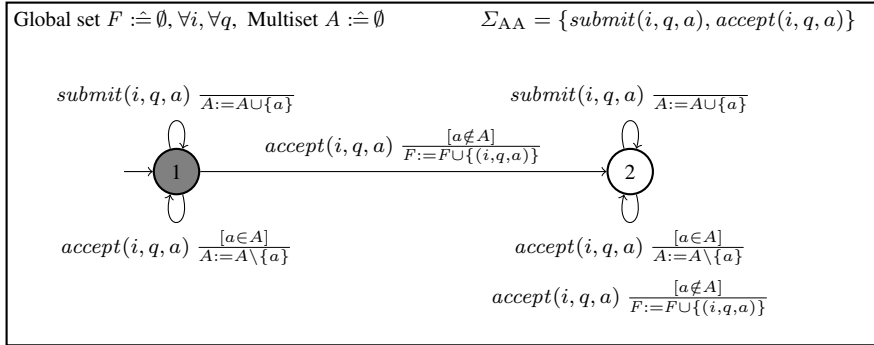 Global set F :≙ ∅, ∀i, ∀q, Multiset A :≙ ∅ Σ_AA = {submit(i, q, a), accept(i, q, a)}
submit(i, q, a) / A:=A∪{a} submit(i, q, a) / A:=A∪{a}
accept(i, q, a) [a∉A] / F:=F∪{(i,q,a)}
1 2
accept(i, q, a) [a∈A] / A:=A\{a} accept(i, q, a) [a∈A] / A:=A\{a}
accept(i, q, a) [a∉A] / F:=F∪{(i,q,a)}